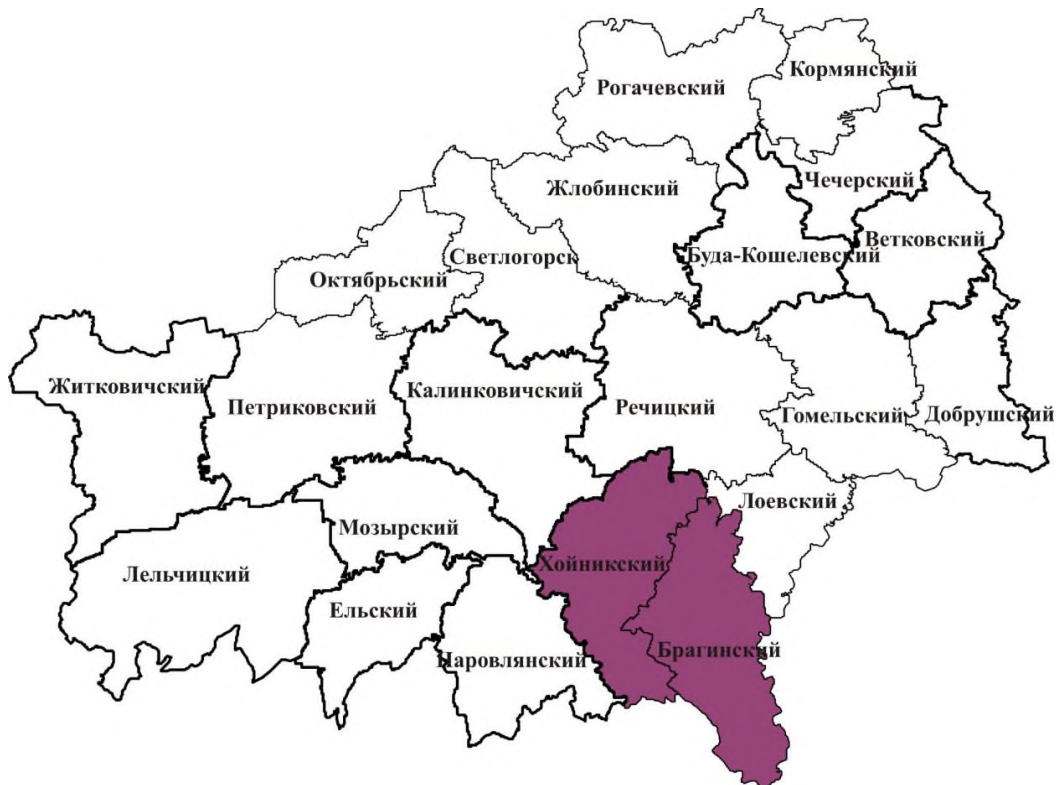 Кормянский
Рогачевский
Чечерский
Жлобинский
Ветковский
Буда-Кошелевский
Светлогорск
Октябрьский
Житковичский
Калинковичский
Петриковский
Речицкий
Гомельский
Добрушский
Лоевский
Мозырский
Хойникский
Лельчицкий
Ельский
Брагинский
Наровлянский